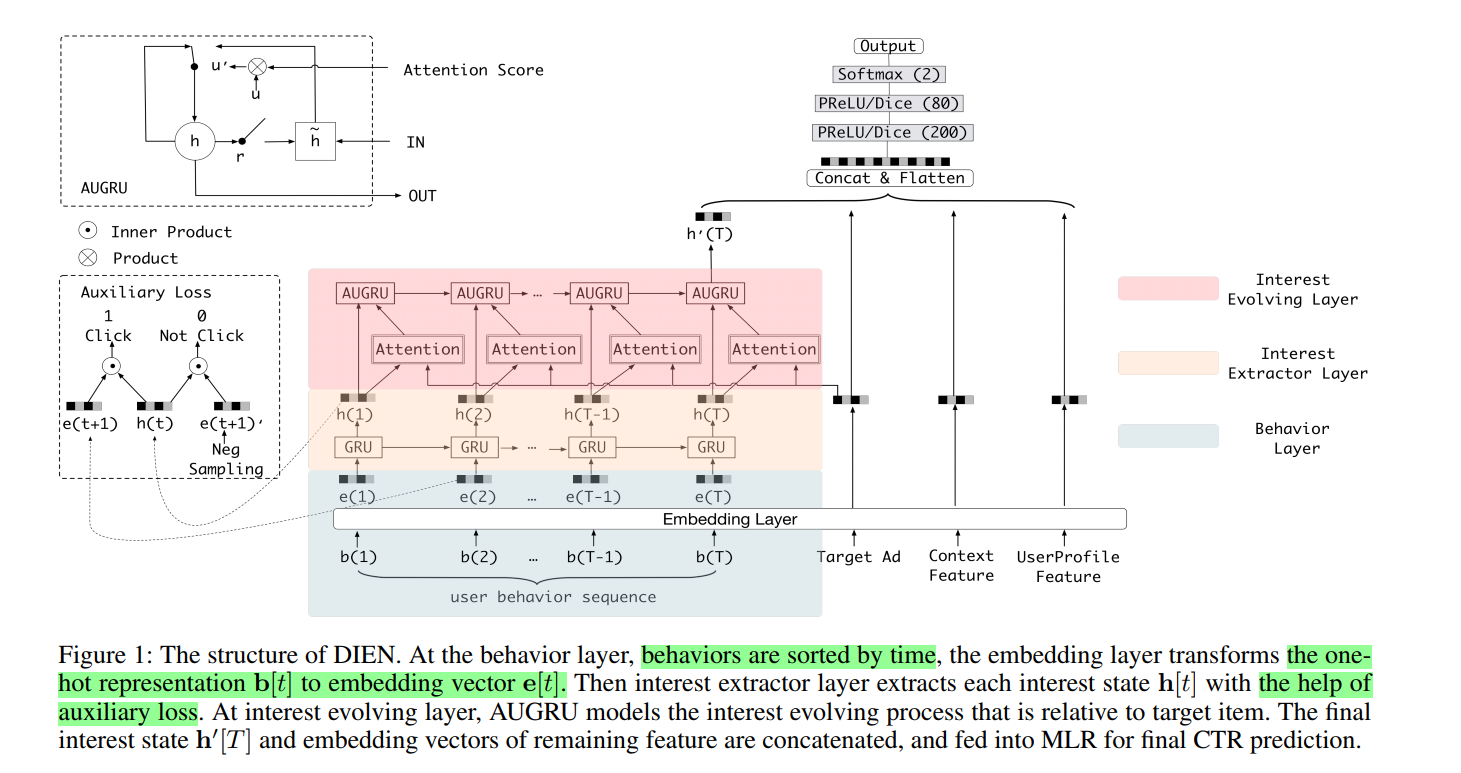 Output
Softmax (2)
PReLU/Dice (80)
PReLU/Dice (200)
Concat & Flatten
u′
Attention Score
u
h
r
h̃
IN
AUGRU
OUT
Inner Product
Product
h′(T)
Auxiliary Loss
1
0
Click
Not Click
e(t+1)
h(t)
e(t+1)′
Neg
Sampling
AUGRU
AUGRU
...
AUGRU
AUGRU
Attention
Attention
Attention
Attention
h(1)
h(2)
h(T-1)
h(T)
GRU
GRU
...
GRU
GRU
e(1)
e(2)
...
e(T-1)
e(T)
Embedding Layer
b(1)
b(2)
...
b(T-1)
b(T)
Target Ad
Context
Feature
UserProfile
Feature
user behavior sequence
Interest
Evolving Layer
Interest
Extractor Layer
Behavior
Layer
Figure 1: The structure of DIEN. At the behavior layer, behaviors are sorted by time, the embedding layer transforms the one-
hot representation b[t] to embedding vector e[t]. Then interest extractor layer extracts each interest state h[t] with the help of
auxiliary loss. At interest evolving layer, AUGRU models the interest evolving process that is relative to target item. The final
interest state h′[T] and embedding vectors of remaining feature are concatenated, and fed into MLR for final CTR prediction.